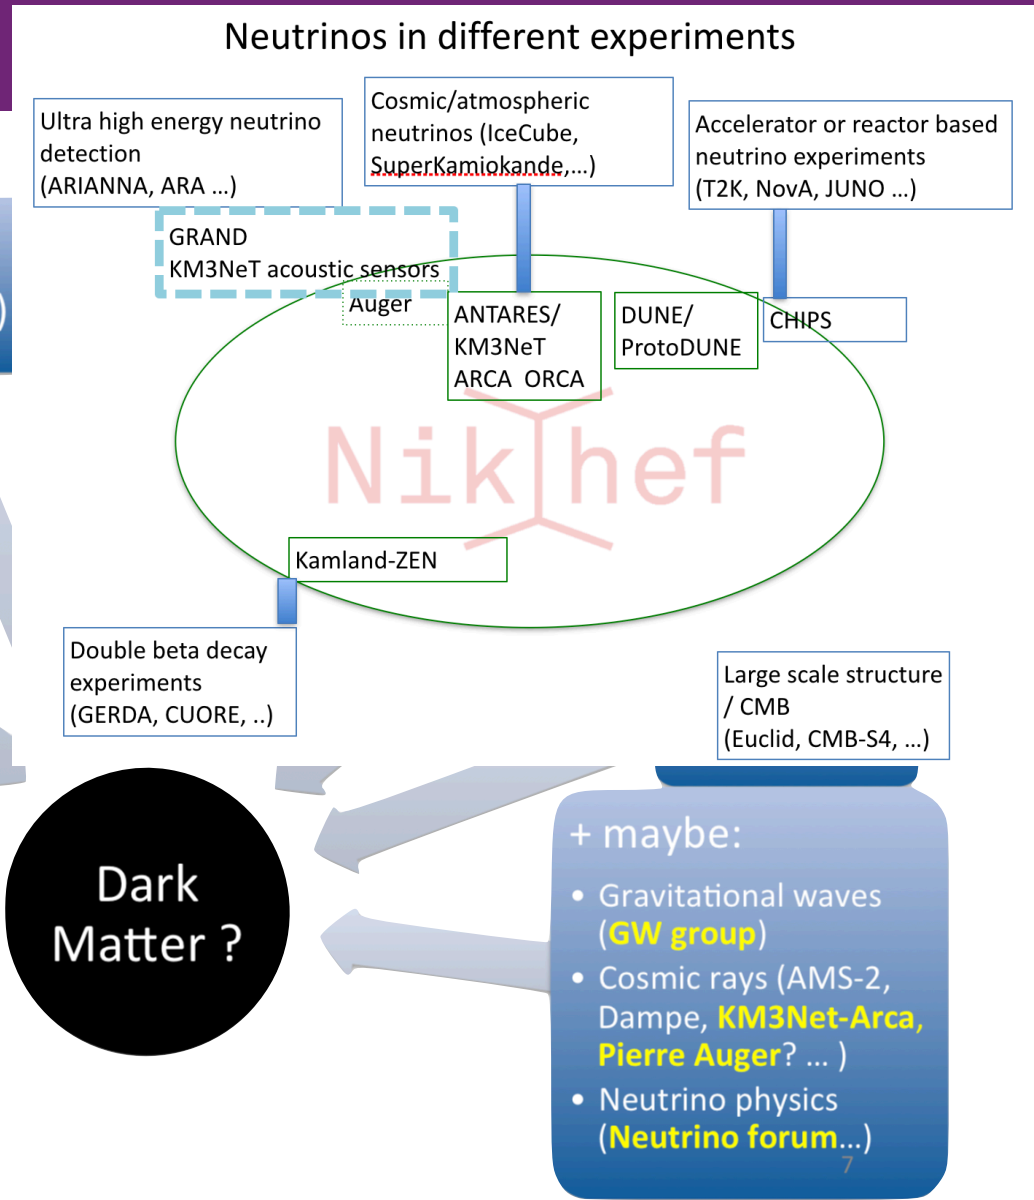 Neutrinos in different experiments
Ultra high energy neutrino
detection
(ARIANNA, ARA ...)
Cosmic/atmospheric
neutrinos (IceCube,
SuperKamiokande,...)
Accelerator or reactor based
neutrino experiments
(T2K, NovA, JUNO ...)
GRAND
KM3NeT acoustic sensors
Auger
ANTARES/
KM3NeT
ARCA ORCA
DUNE/
ProtoDUNE
CHIPS
)
Nikhef
Kamland-ZEN
Double beta decay
experiments
(GERDA, CUORE, ..)
Large scale structure
/ CMB
(Euclid, CMB-S4, ...)
Dark
Matter ?
+ maybe:
• Gravitational waves
(GW group)
• Cosmic rays (AMS-2,
Dampe, KM3Net-Arca,
Pierre Auger? ... )
• Neutrino physics
(Neutrino forum...)
7